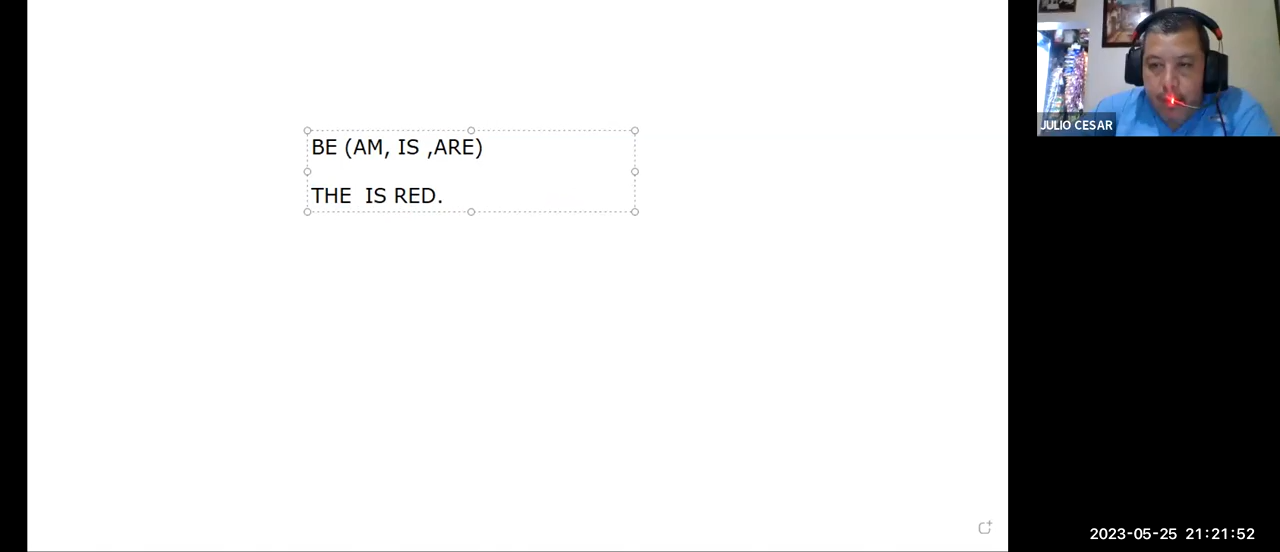 BE (AM, IS ,ARE)
THE  IS RED.
JULIO CESAR
2023-05-25 21:21:52